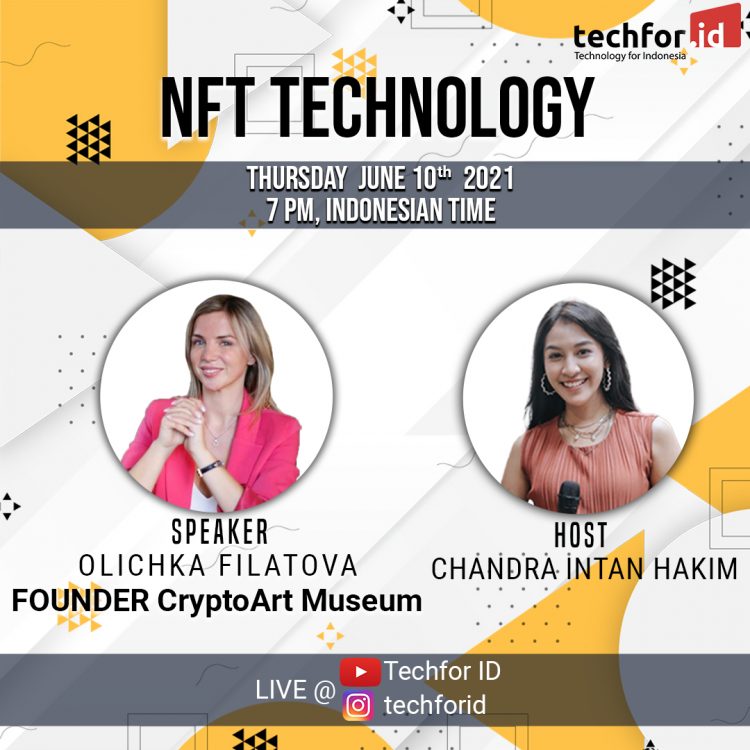 techfor.id
Technology for Indonesia
NFT TECHNOLOGY
THURSDAY JUNE 10th 2021
7 PM, INDONESIAN TIME
SPEAKER
OLICHKA FILATOVA
FOUNDER CryptoArt Museum
HOST
CHANDRA INTAN HAKIM
LIVE @
Techfor ID
techforid